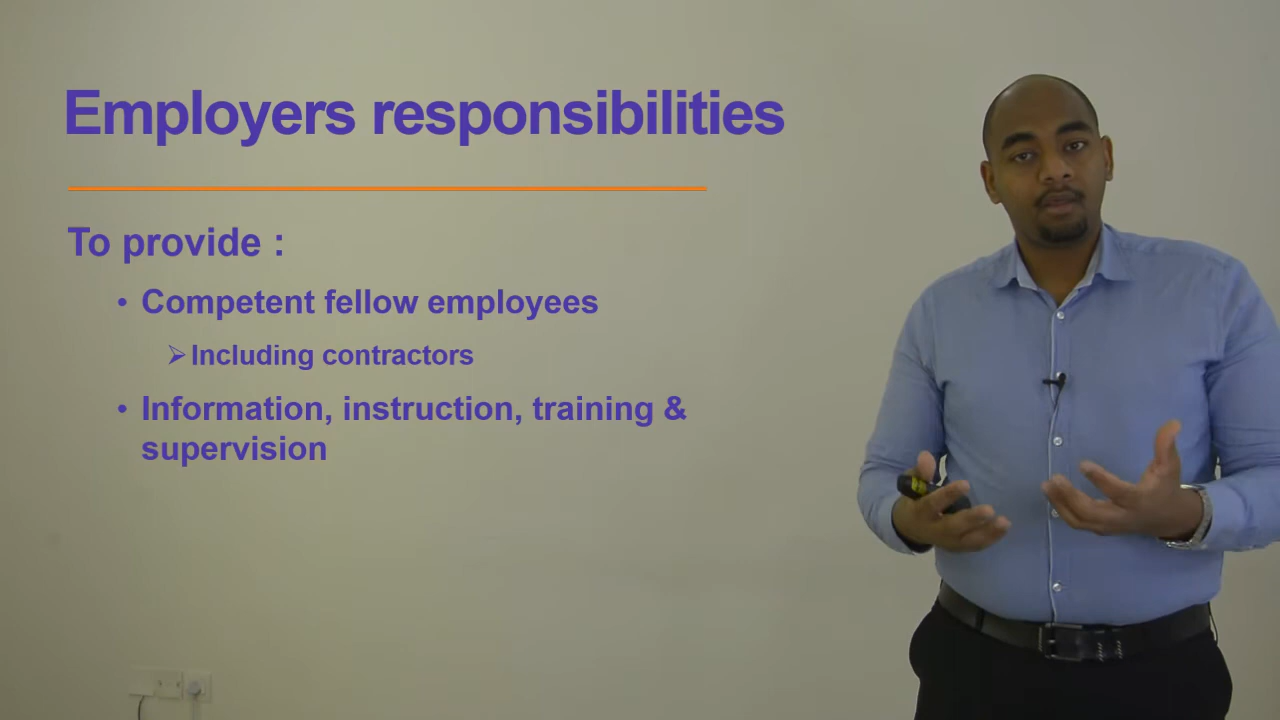 Employers responsibilities
To provide :
• Competent fellow employees
➢ Including contractors
• Information, instruction, training &
supervision